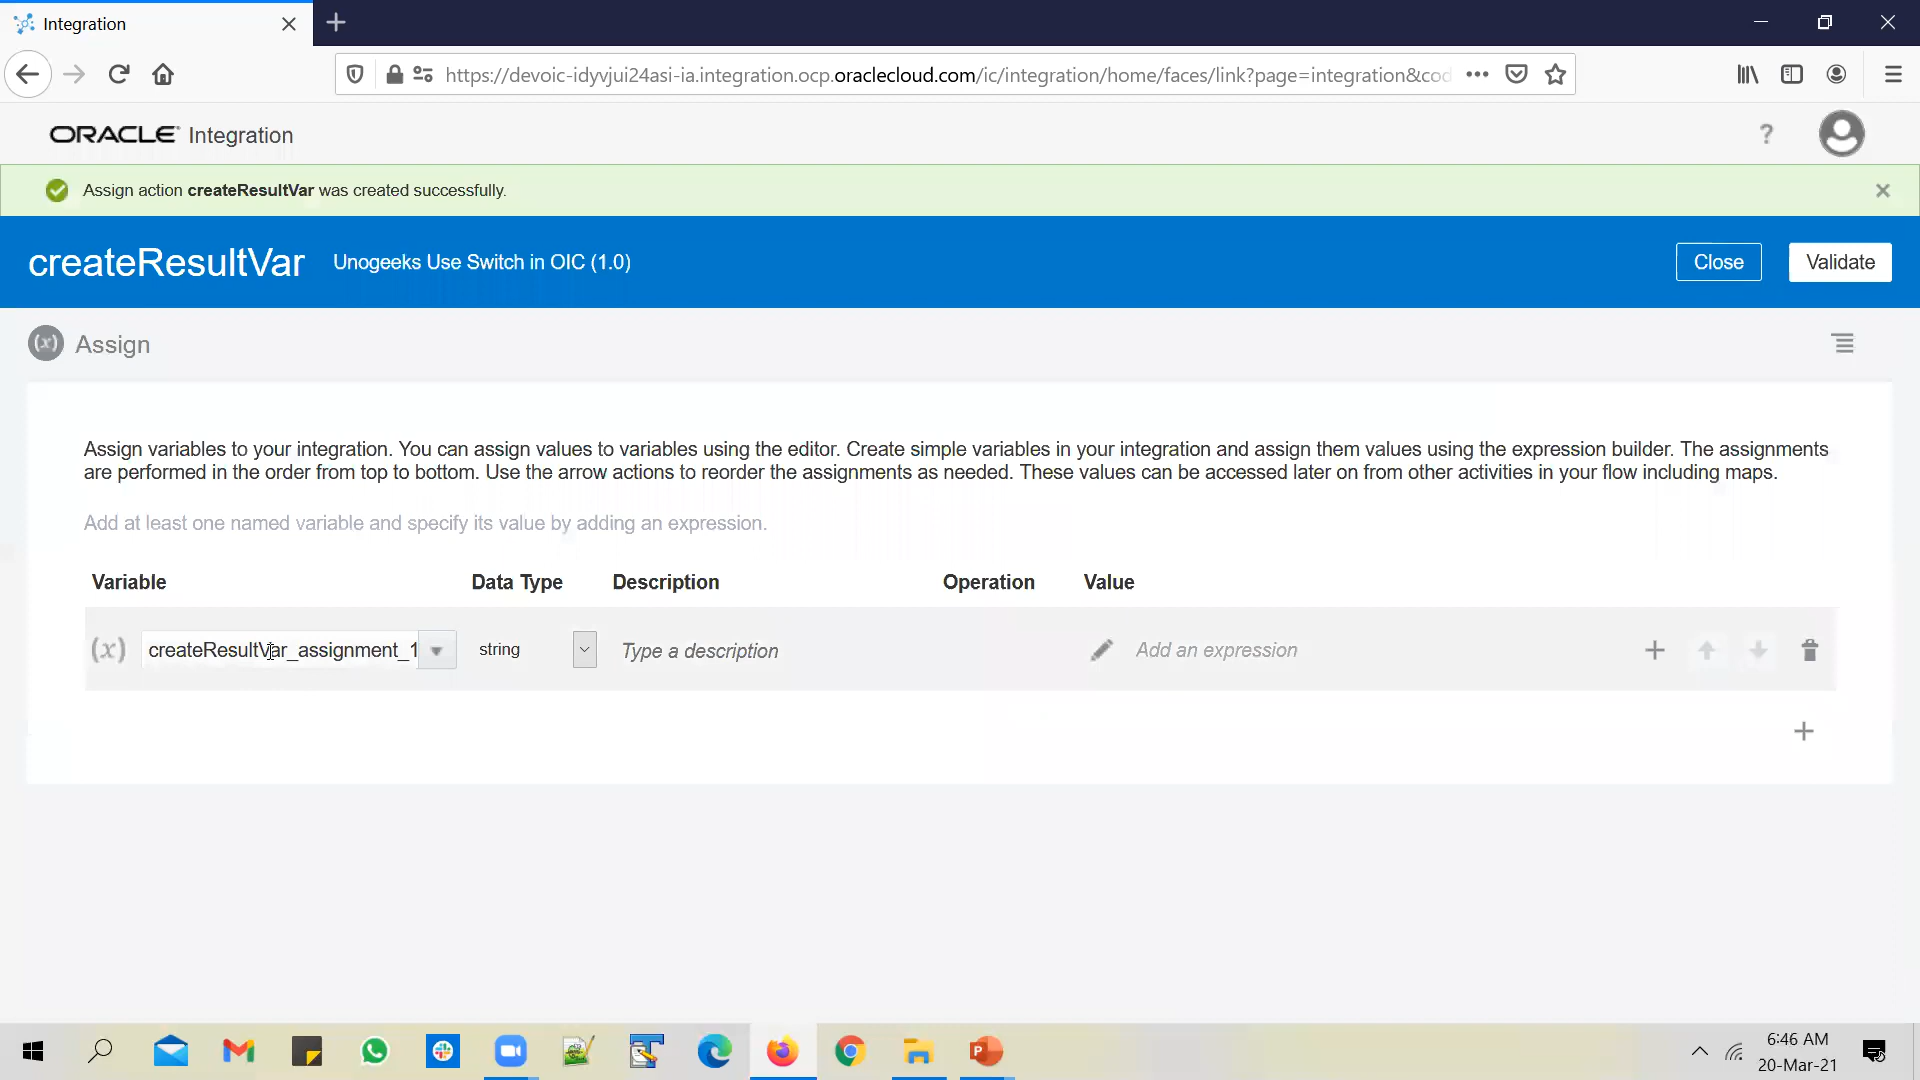 Integration
https://devoic-idyvjui24asi-ia.integration.ocp.oraclecloud.com/ic/integration/home/faces/link?page=integration&cod
ORACLE Integration
?
Assign action createResultVar was created successfully.
createResultVar Unogeeks Use Switch in OIC (1.0) Close Validate
(x) Assign
Assign variables to your integration. You can assign values to variables using the editor. Create simple variables in your integration and assign them values using the expression builder. The assignments
are performed in the order from top to bottom. Use the arrow actions to reorder the assignments as needed. These values can be accessed later on from other activities in your flow including maps.
Add at least one named variable and specify its value by adding an expression.
Variable Data Type Description Operation Value
(x) createResultVar_assignment_1 string Type a description Add an expression
6:46 AM
20-Mar-21